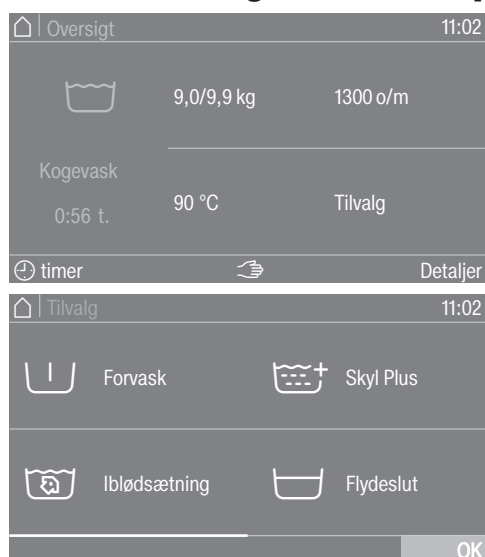 Oversigt 11:02
9,0/9,9 kg 1300 o/m
Kogevask
0:56 t.
90 °C Tilvalg
timer Detaljer
Tilvalg 11:02
Forvask Skyl Plus
Iblødsætning Flydeslut
OK